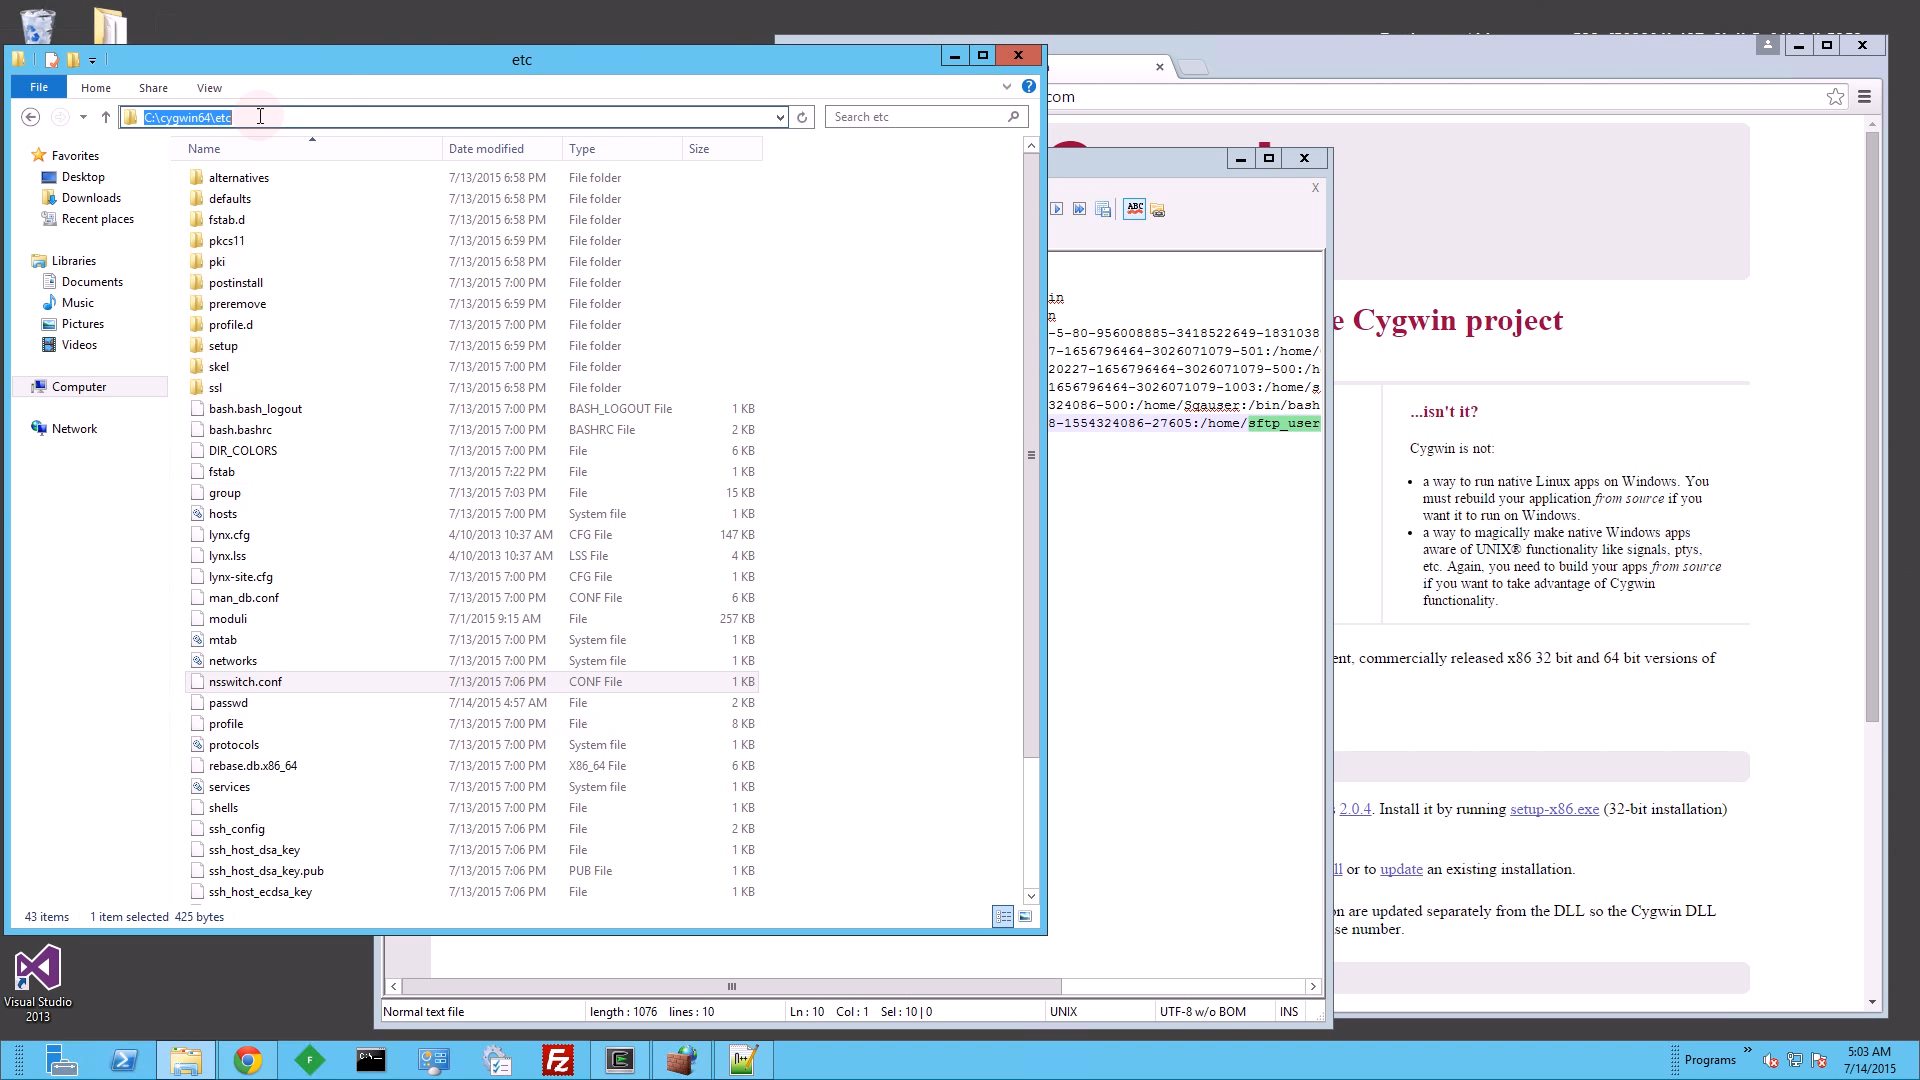 etc
File Home Share View
C:\cygwin64\etc
Search etc
Name Date modified Type Size
Favorites
Desktop
Downloads
Recent places
Libraries
Documents
Music
Pictures
Videos
Computer
Network
alternatives 7/13/2015 6:58 PM File folder
defaults 7/13/2015 6:58 PM File folder
fstab.d 7/13/2015 6:58 PM File folder
pkcs11 7/13/2015 6:59 PM File folder
pki 7/13/2015 6:58 PM File folder
postinstall 7/13/2015 7:00 PM File folder
preremove 7/13/2015 6:59 PM File folder
profile.d 7/13/2015 7:00 PM File folder
setup 7/13/2015 6:59 PM File folder
skel 7/13/2015 7:00 PM File folder
ssl 7/13/2015 6:58 PM File folder
bash.bash_logout 7/13/2015 7:00 PM BASH_LOGOUT File 1 KB
bash.bashrc 7/13/2015 7:00 PM BASHRC File 2 KB
DIR_COLORS 7/13/2015 7:00 PM File 6 KB
fstab 7/13/2015 7:22 PM File 1 KB
group 7/13/2015 7:03 PM File 15 KB
hosts 7/13/2015 7:00 PM System file 1 KB
lynx.cfg 4/10/2013 10:37 AM CFG File 147 KB
lynx.lss 4/10/2013 10:37 AM LSS File 4 KB
lynx-site.cfg 7/13/2015 7:00 PM CFG File 1 KB
man_db.conf 7/13/2015 7:00 PM CONF File 6 KB
moduli 7/1/2015 9:15 AM File 257 KB
mtab 7/13/2015 7:00 PM System file 1 KB
networks 7/13/2015 7:00 PM System file 1 KB
nsswitch.conf 7/13/2015 7:06 PM CONF File 1 KB
passwd 7/14/2015 4:57 AM File 2 KB
profile 7/13/2015 7:00 PM File 8 KB
protocols 7/13/2015 7:00 PM System file 1 KB
rebase.db.x86_64 7/13/2015 7:00 PM X86_64 File 6 KB
services 7/13/2015 7:00 PM System file 1 KB
shells 7/13/2015 7:00 PM File 1 KB
ssh_config 7/13/2015 7:06 PM File 2 KB
ssh_host_dsa_key 7/13/2015 7:06 PM File 1 KB
ssh_host_dsa_key.pub 7/13/2015 7:06 PM PUB File 1 KB
ssh_host_ecdsa_key 7/13/2015 7:06 PM File 1 KB
43 items 1 item selected 425 bytes
com
ABC
in
n
-5-80-956008885-3418522649-1831038
7-1656796464-3026071079-501:/home/
20227-1656796464-3026071079-500:/h
1656796464-3026071079-1003:/home/s
324086-500:/home/Sqauser:/bin/bash
8-1554324086-27605:/home/sftp_user
e Cygwin project
...isn't it?
Cygwin is not:
a way to run native Linux apps on Windows. You
must rebuild your application from source if you
want it to run on Windows.
a way to magically make native Windows apps
aware of UNIX® functionality like signals, ptys,
etc. Again, you need to build your apps from source
if you want to take advantage of Cygwin
functionality.
ent, commercially released x86 32 bit and 64 bit versions of
s 2.0.4. Install it by running setup-x86.exe (32-bit installation)
ll or to update an existing installation.
on are updated separately from the DLL so the Cygwin DLL
se number.
Normal text file length : 1076 lines : 10 Ln : 10 Col : 1 Sel : 10 | 0 UNIX UTF-8 w/o BOM INS
Visual Studio
2013
Programs
5:03 AM
7/14/2015